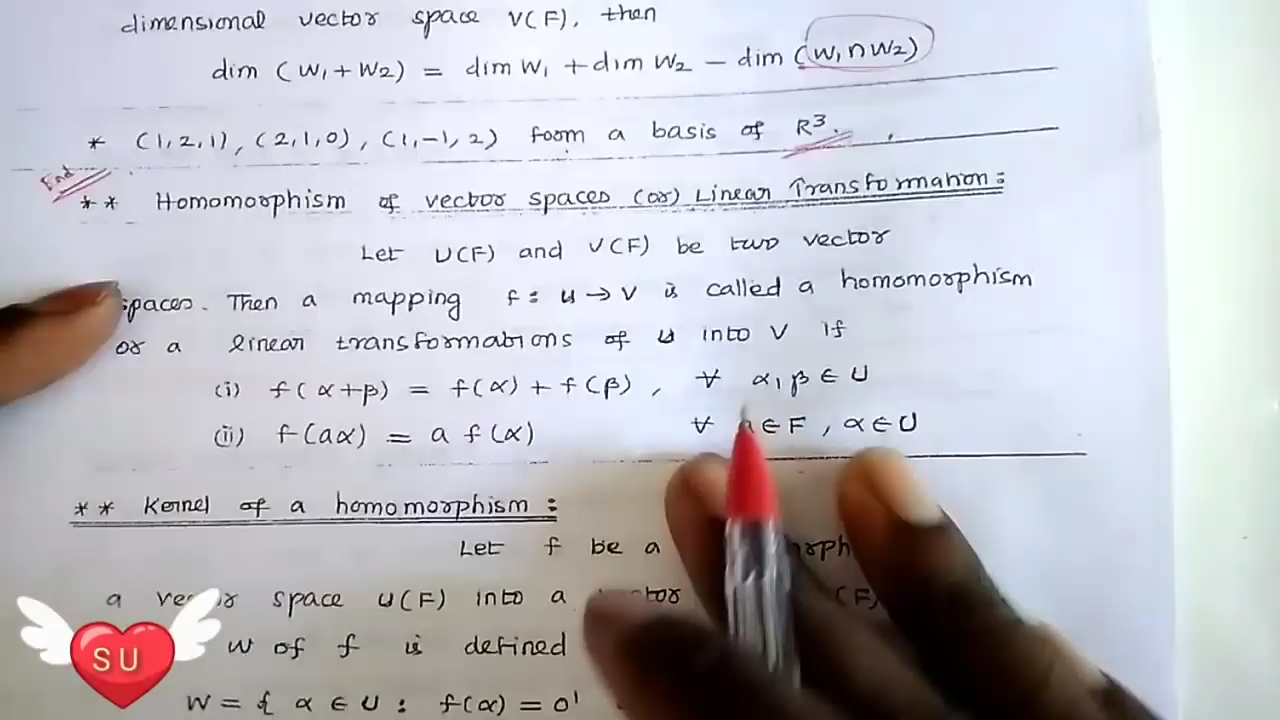 dimensional vector space V(F), then
dim (W₁+W₂) = dim W₁ + dim W₂ - dim (W₁∩W₂)
* (1,2,1), (2,1,0), (1,-1,2) form a basis of R³.
End
** Homomorphism of vector spaces (or) Linear Transformation:
Let U(F) and V(F) be two vector
spaces. Then a mapping f: U→V is called a homomorphism
or a linear transformations of U into V if
(i) f(α+β) = f(α) + f(β), ∀ α,β ∈ U
(ii) f(aα) = a f(α) ∀ a∈F, α∈U
** Kernel of a homomorphism:
Let f be a
a vector space U(F) into a (F)
W of f is defined
W = { α ∈ U : f(α) = 0'
SU